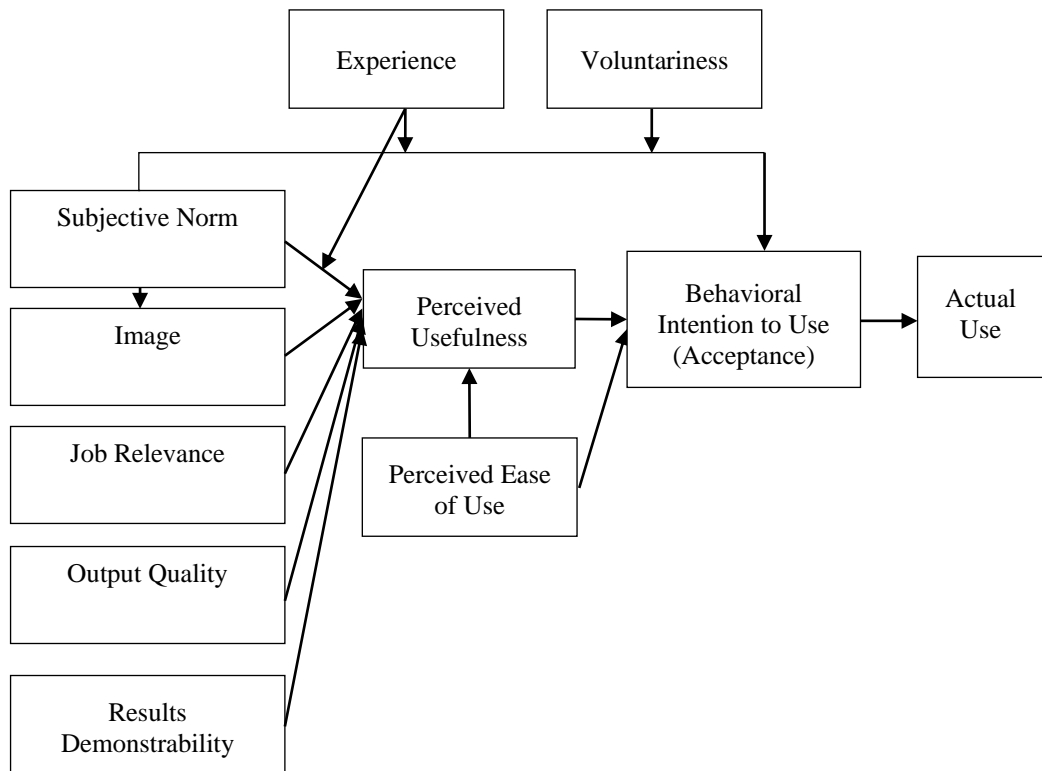 Experience
Voluntariness
Subjective Norm
Image
Job Relevance
Output Quality
Results
Demonstrability
Perceived
Usefulness
Perceived Ease
of Use
Behavioral
Intention to Use
(Acceptance)
Actual
Use